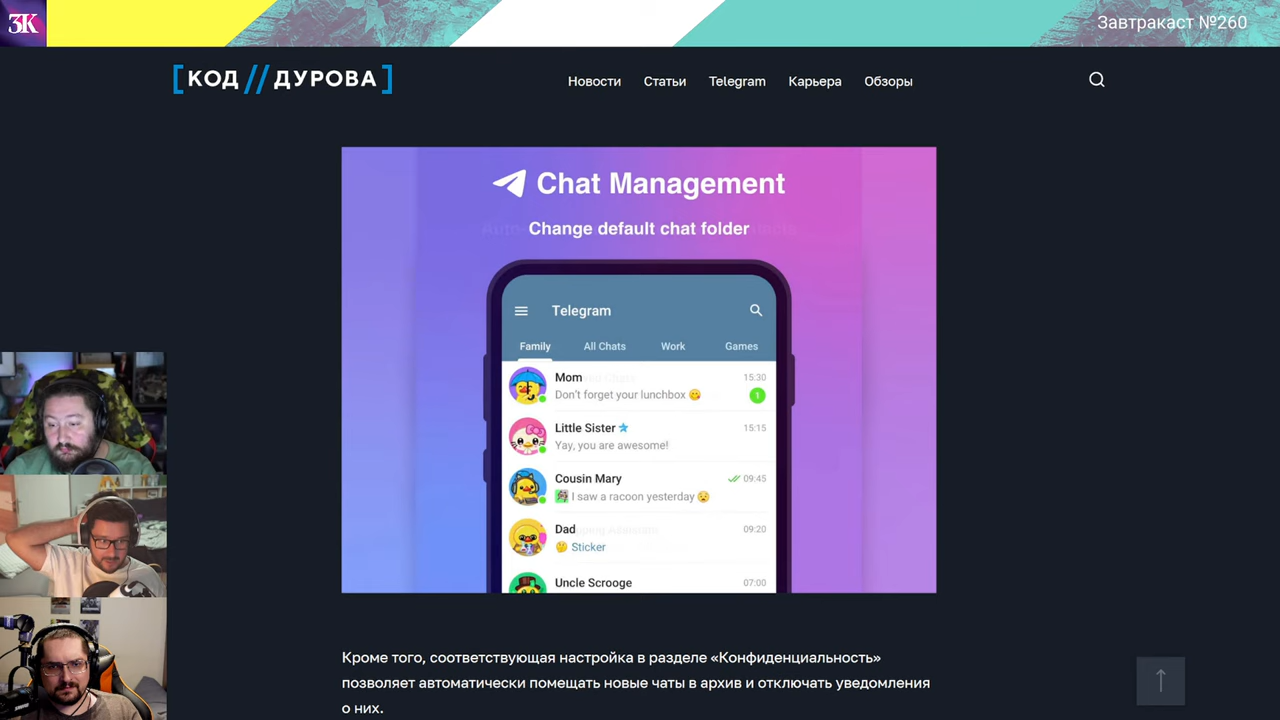 ЗК
Завтракаст №260
[КОД//ДУРОВА]
Новости
Статьи
Telegram
Карьера
Обзоры
Chat Management
Change default chat folder
Telegram
Family
All Chats
Work
Games
Mom
15:30
Don't forget your lunchbox 😋
1
Little Sister
15:15
Yay, you are awesome!
Cousin Mary
09:45
I saw a racoon yesterday 😧
Dad
09:20
🤔 Sticker
Uncle Scrooge
07:00
Кроме того, соответствующая настройка в разделе «Конфиденциальность»
позволяет автоматически помещать новые чаты в архив и отключать уведомления
о них.